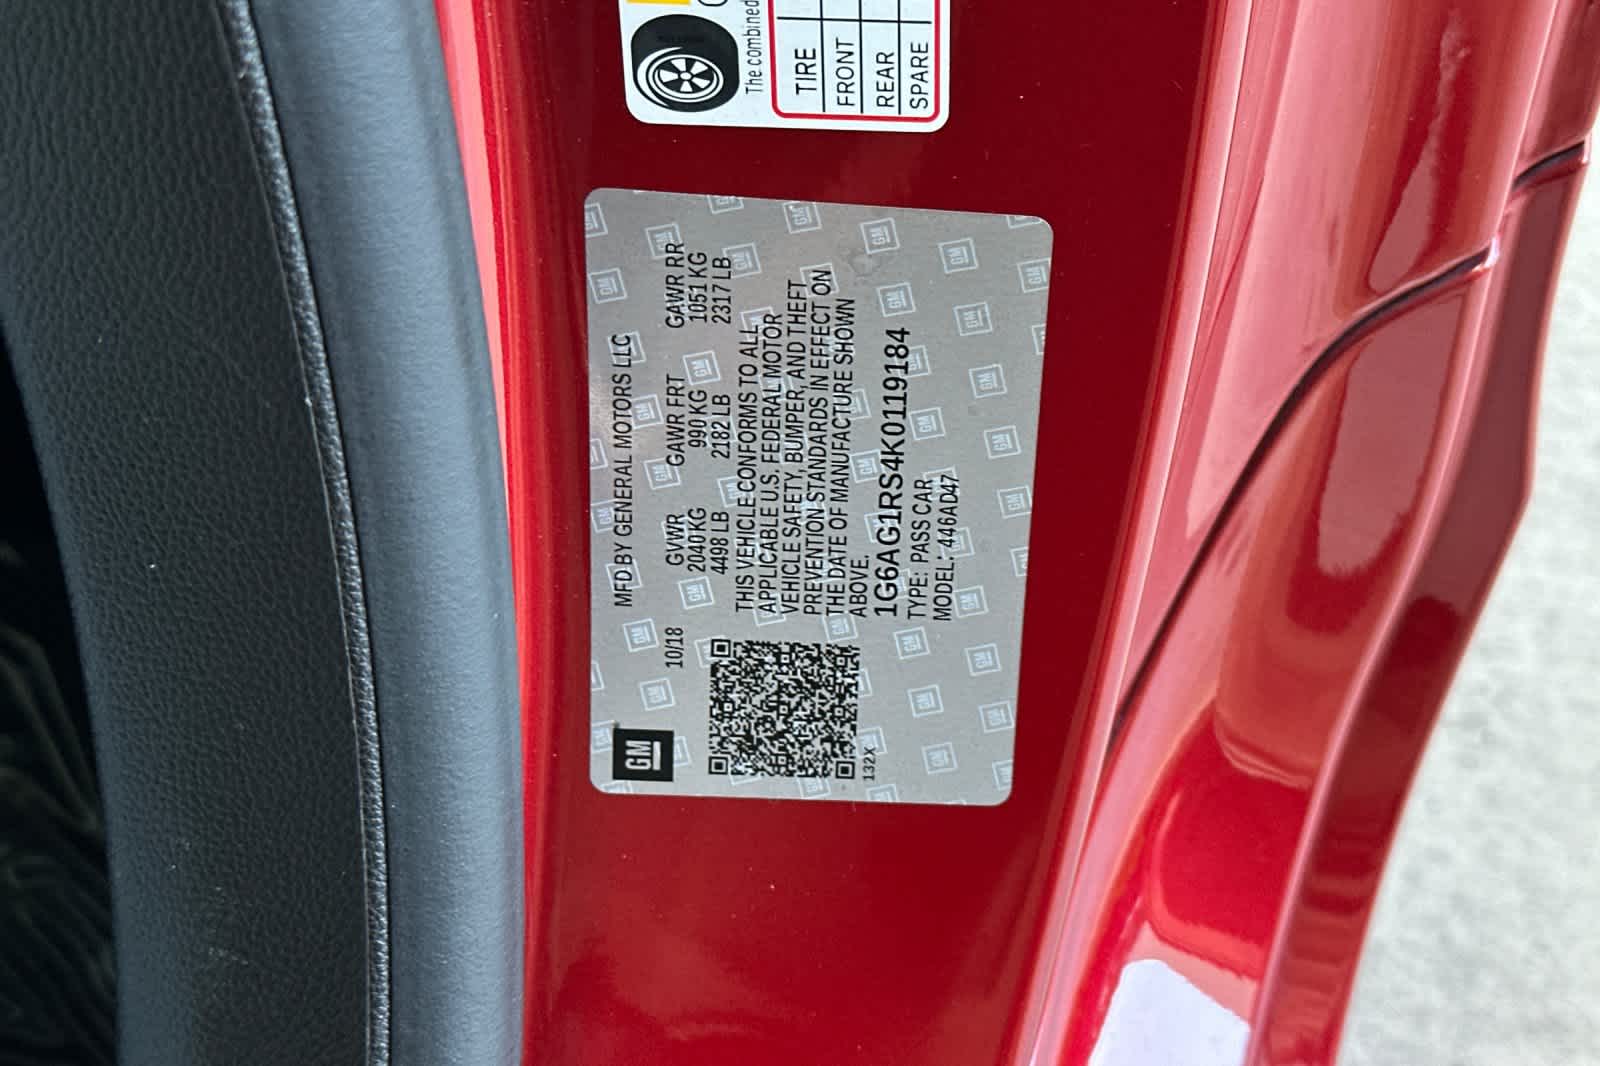 The combined
TIRE
FRONT
REAR
SPARE
MFD BY GENERAL MOTORS LLC
10/18 GVWR GAWR FRT GAWR RR
2040 KG 990 KG 1051 KG
4498 LB 2182 LB 2317 LB
THIS VEHICLE CONFORMS TO ALL
APPLICABLE U.S. FEDERAL MOTOR
VEHICLE SAFETY, BUMPER, AND THEFT
PREVENTION STANDARDS IN EFFECT ON
THE DATE OF MANUFACTURE SHOWN
ABOVE.
1G6AG1RS4K0119184
TYPE: PASS CAR
MODEL: 446AD47
GM
132X